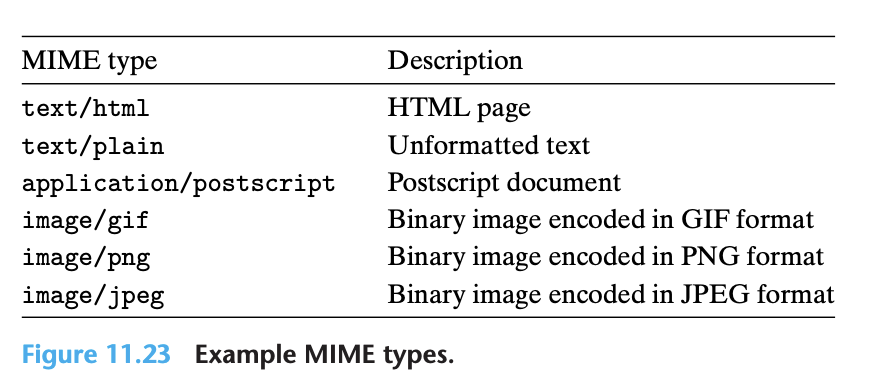 MIME type Description
text/html HTML page
text/plain Unformatted text
application/postscript Postscript document
image/gif Binary image encoded in GIF format
image/png Binary image encoded in PNG format
image/jpeg Binary image encoded in JPEG format
Figure 11.23 Example MIME types.